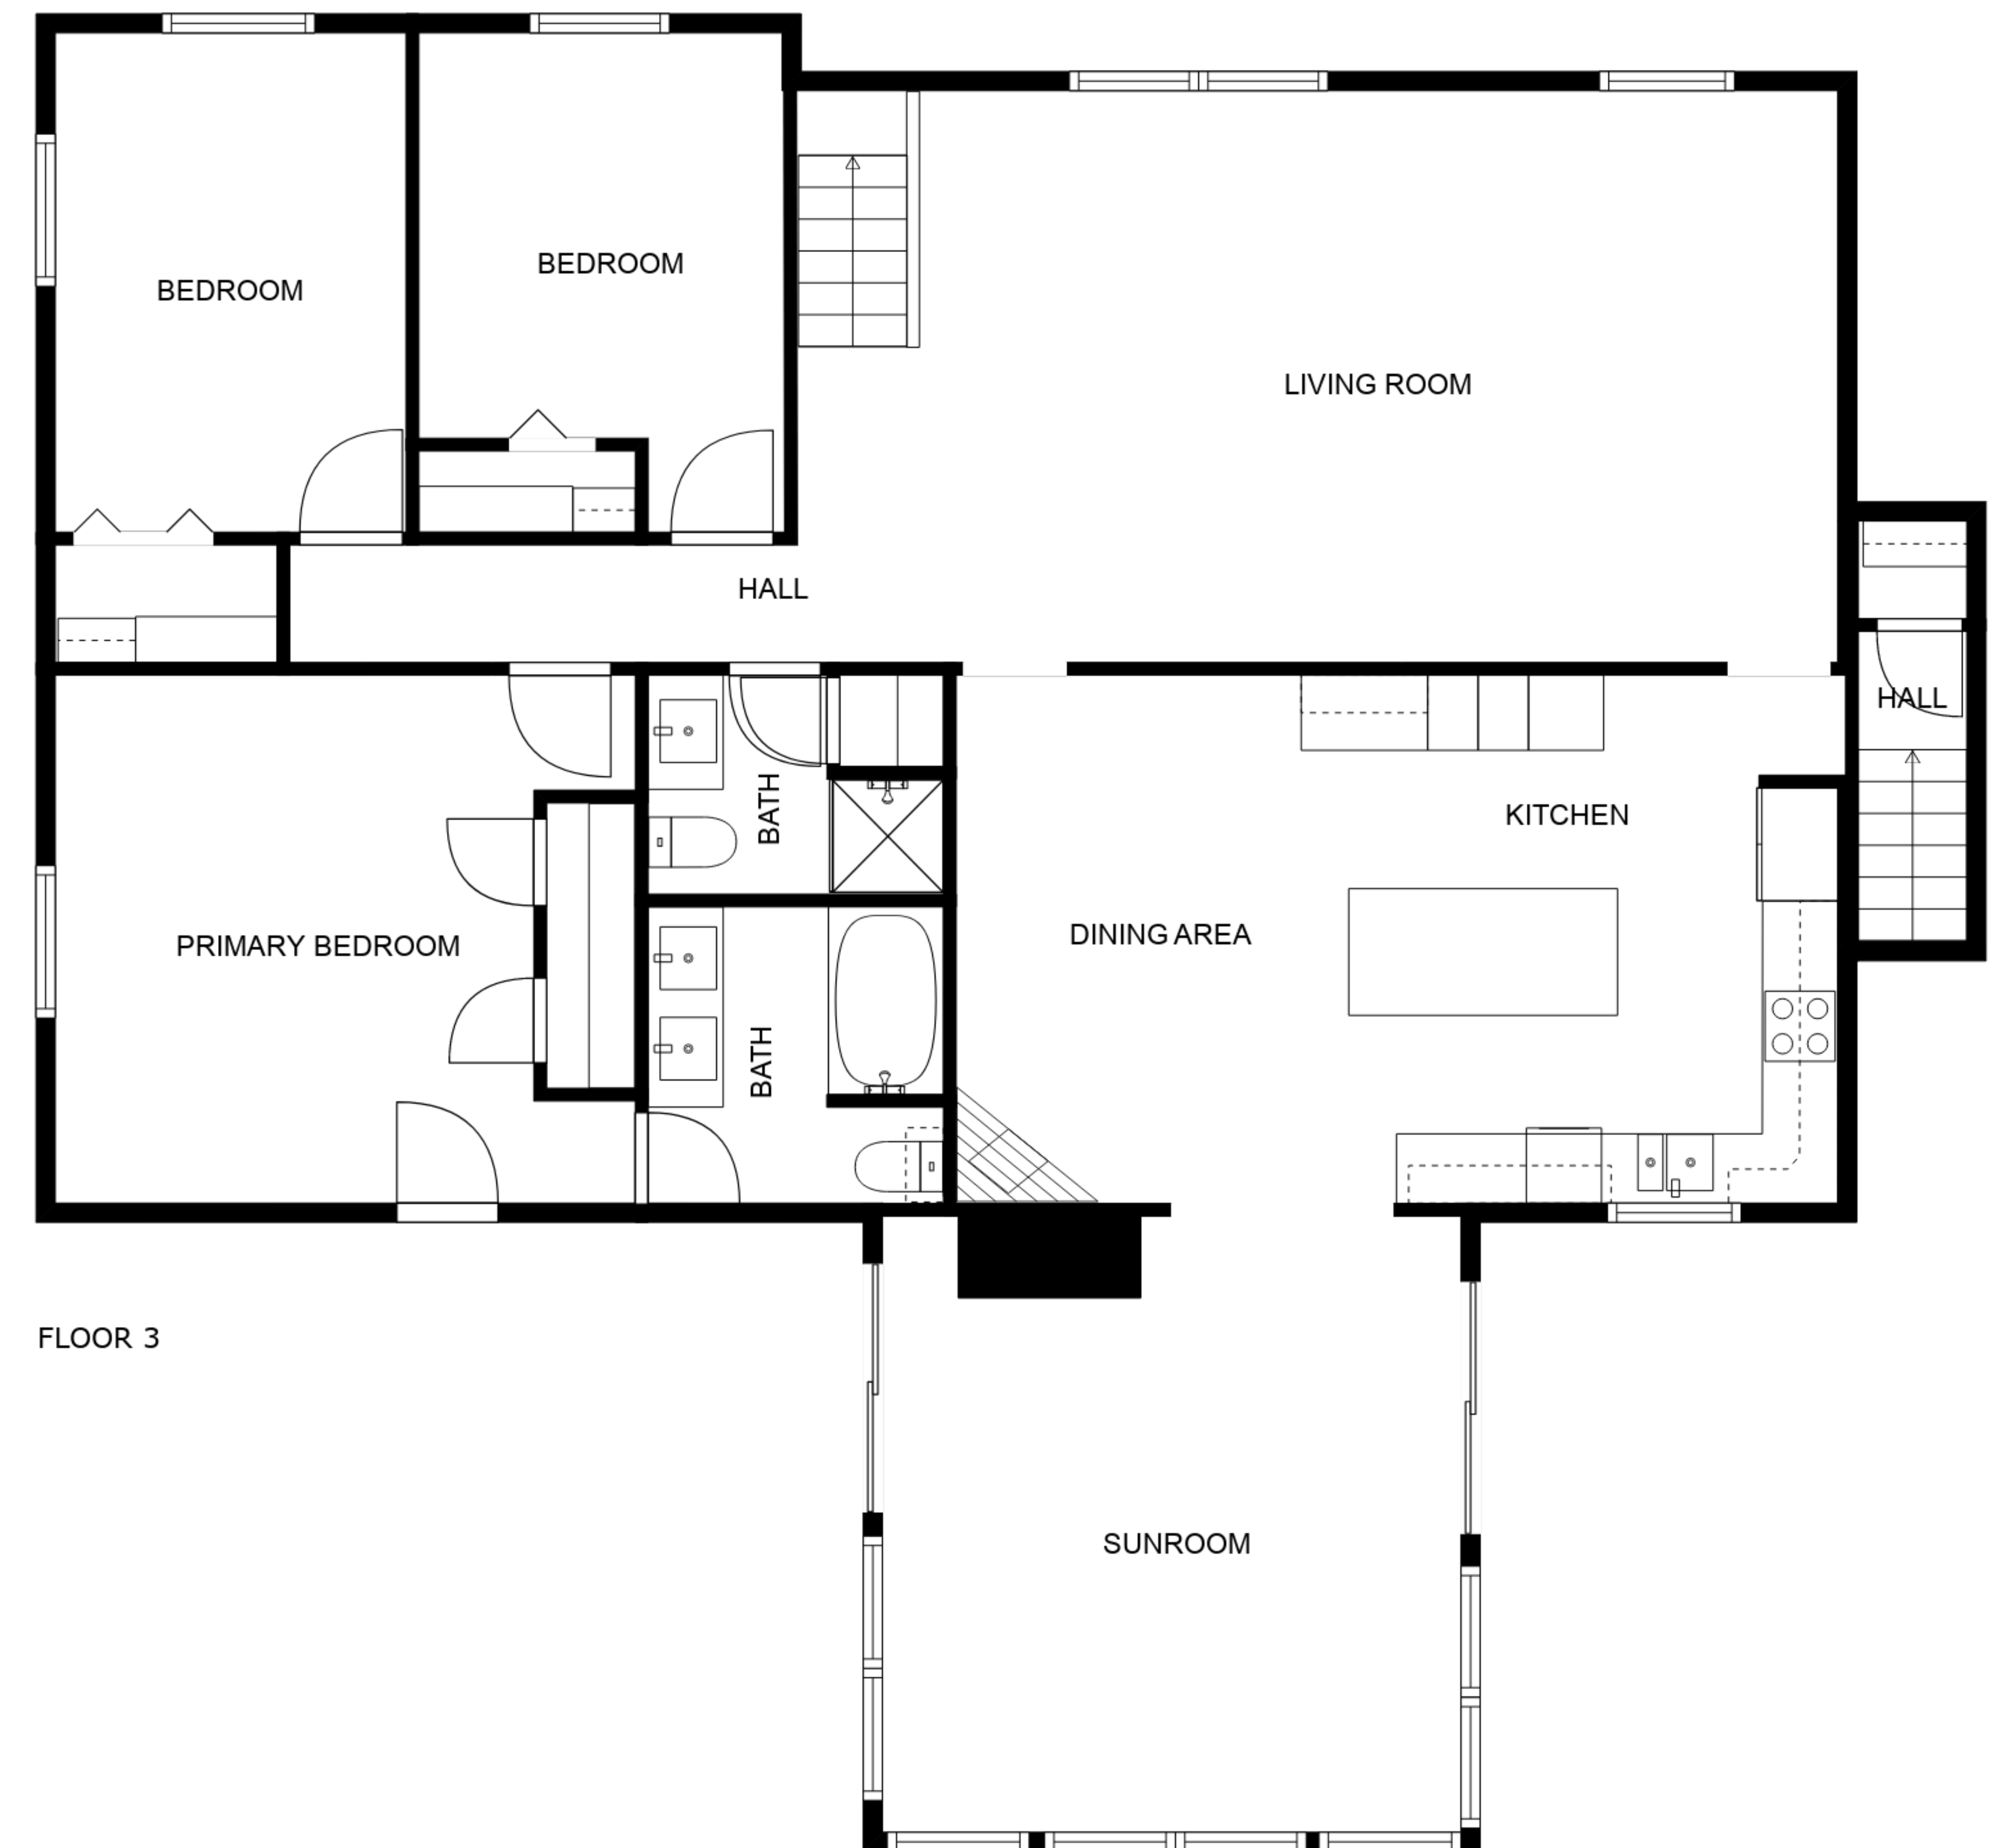 BEDROOM
BEDROOM
LIVING ROOM
HALL
HALL
BATH
KITCHEN
PRIMARY BEDROOM
DINING AREA
BATH
FLOOR 3
SUNROOM